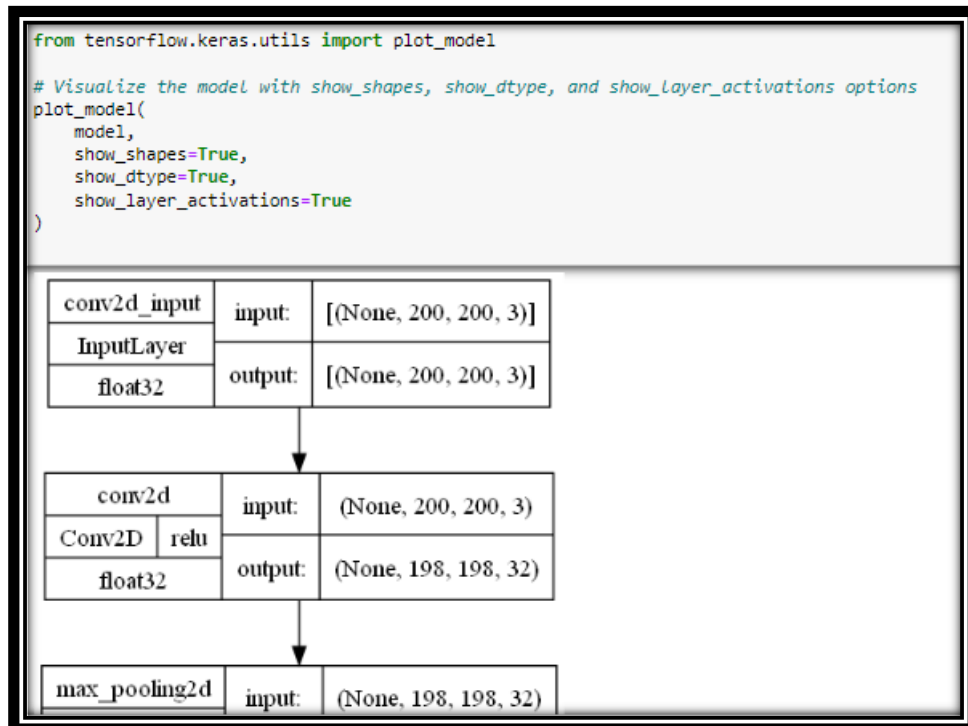 from tensorflow.keras.utils import plot_model
# Visualize the model with show_shapes, show_dtype, and show_layer_activations options
plot_model(
    model,
    show_shapes=True,
    show_dtype=True,
    show_layer_activations=True
)
conv2d_input input: [(None, 200, 200, 3)]
InputLayer
float32 output: [(None, 200, 200, 3)]
conv2d input: (None, 200, 200, 3)
Conv2D relu
float32 output: (None, 198, 198, 32)
max_pooling2d input: (None, 198, 198, 32)